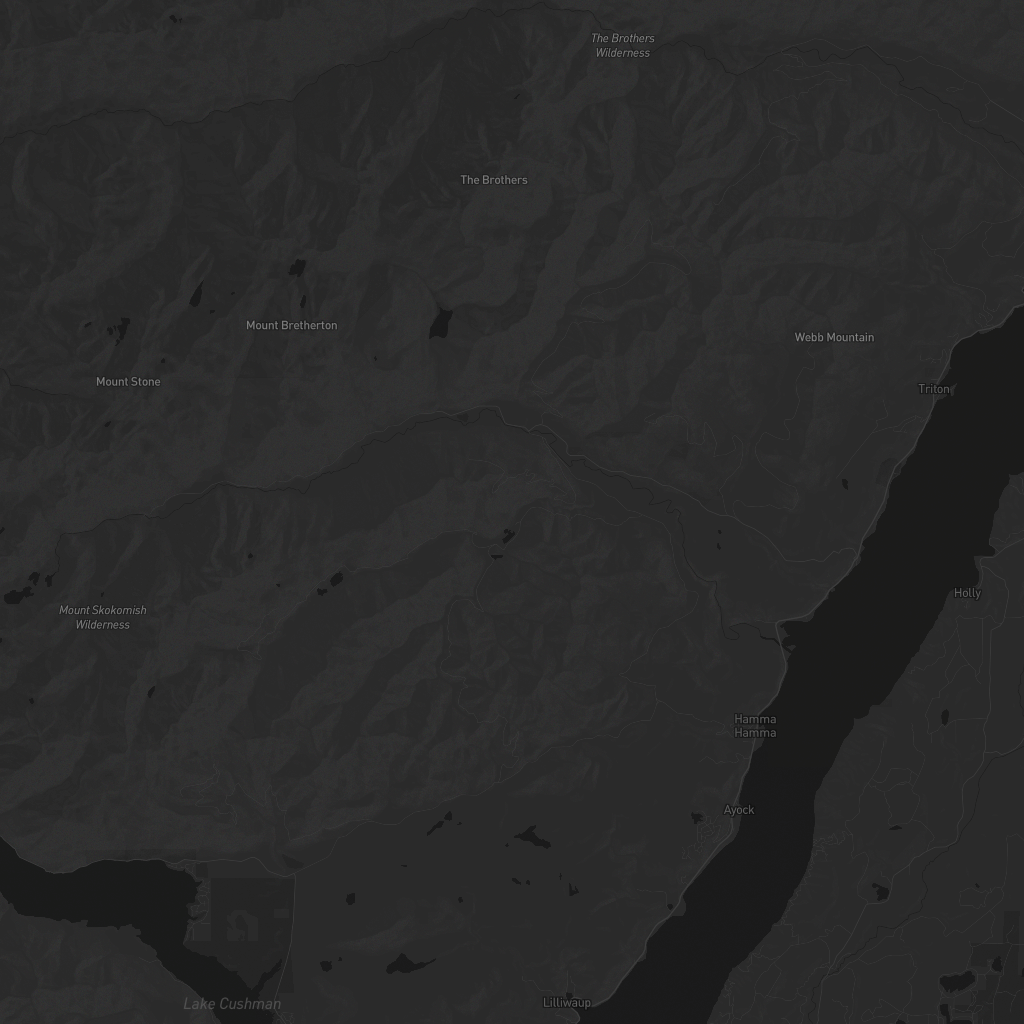 The Brothers
Wilderness
The Brothers
Mount Bretherton
Webb Mountain
Mount Stone
Triton
Holly
Mount Skokomish
Wilderness
Hamma
Hamma
Ayock
Lake Cushman
Lilliwaup